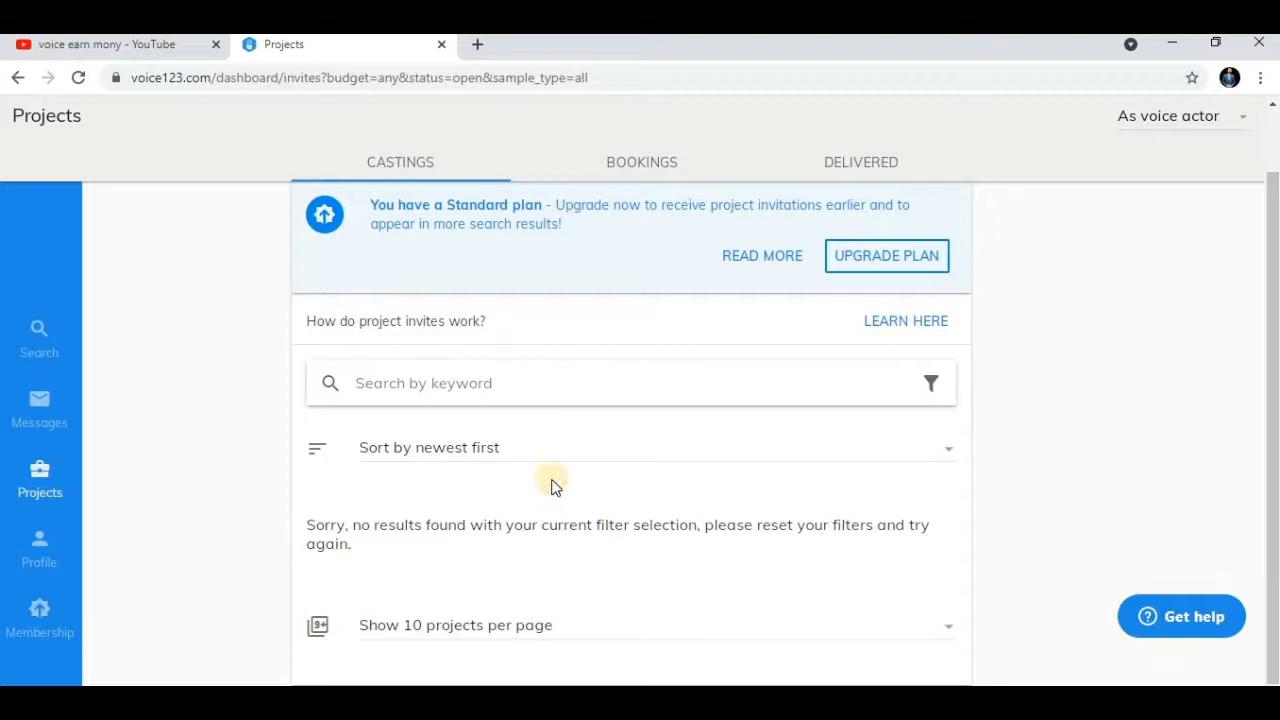 voice earn mony - YouTube
Projects
voice123.com/dashboard/invites?budget=any&status=open&sample_type=all
Projects
As voice actor
CASTINGS
BOOKINGS
DELIVERED
You have a Standard plan - Upgrade now to receive project invitations earlier and to
appear in more search results!
READ MORE
UPGRADE PLAN
How do project invites work?
LEARN HERE
Search by keyword
Sort by newest first
Sorry, no results found with your current filter selection, please reset your filters and try
again.
9+
Show 10 projects per page
Search
Messages
Projects
Profile
Membership
? Get help